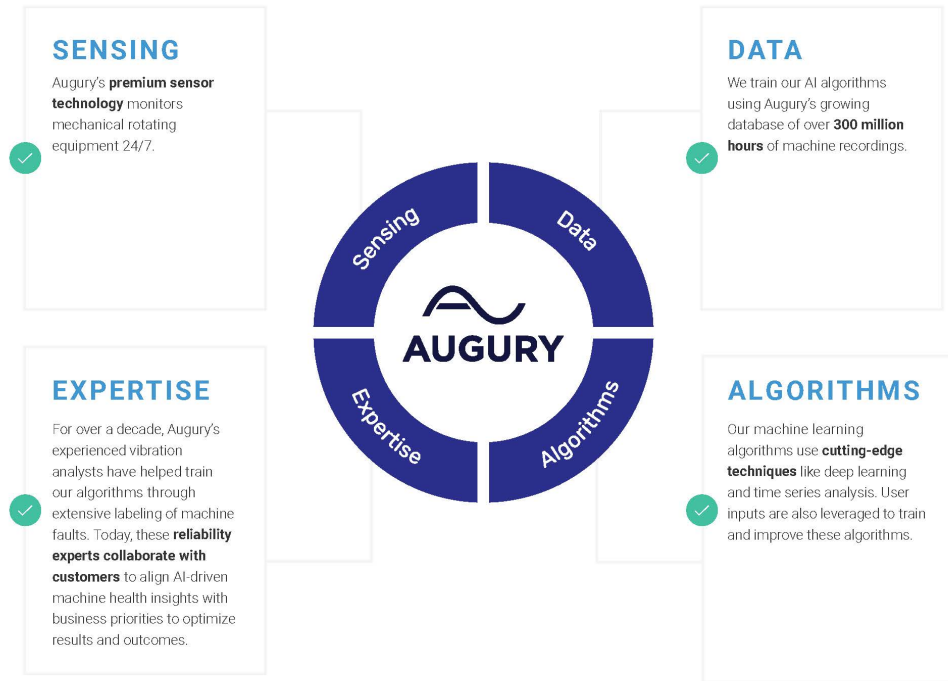 SENSING
Augury’s premium sensor
technology monitors
mechanical rotating
equipment 24/7.
DATA
We train our AI algorithms
using Augury’s growing
database of over 300 million
hours of machine recordings.
Sensing
Data
AUGURY
Expertise
Algorithms
EXPERTISE
For over a decade, Augury’s
experienced vibration
analysts have helped train
our algorithms through
extensive labeling of machine
faults. Today, these reliability
experts collaborate with
customers to align AI-driven
machine health insights with
business priorities to optimize
results and outcomes.
ALGORITHMS
Our machine learning
algorithms use cutting-edge
techniques like deep learning
and time series analysis. User
inputs are also leveraged to train
and improve these algorithms.